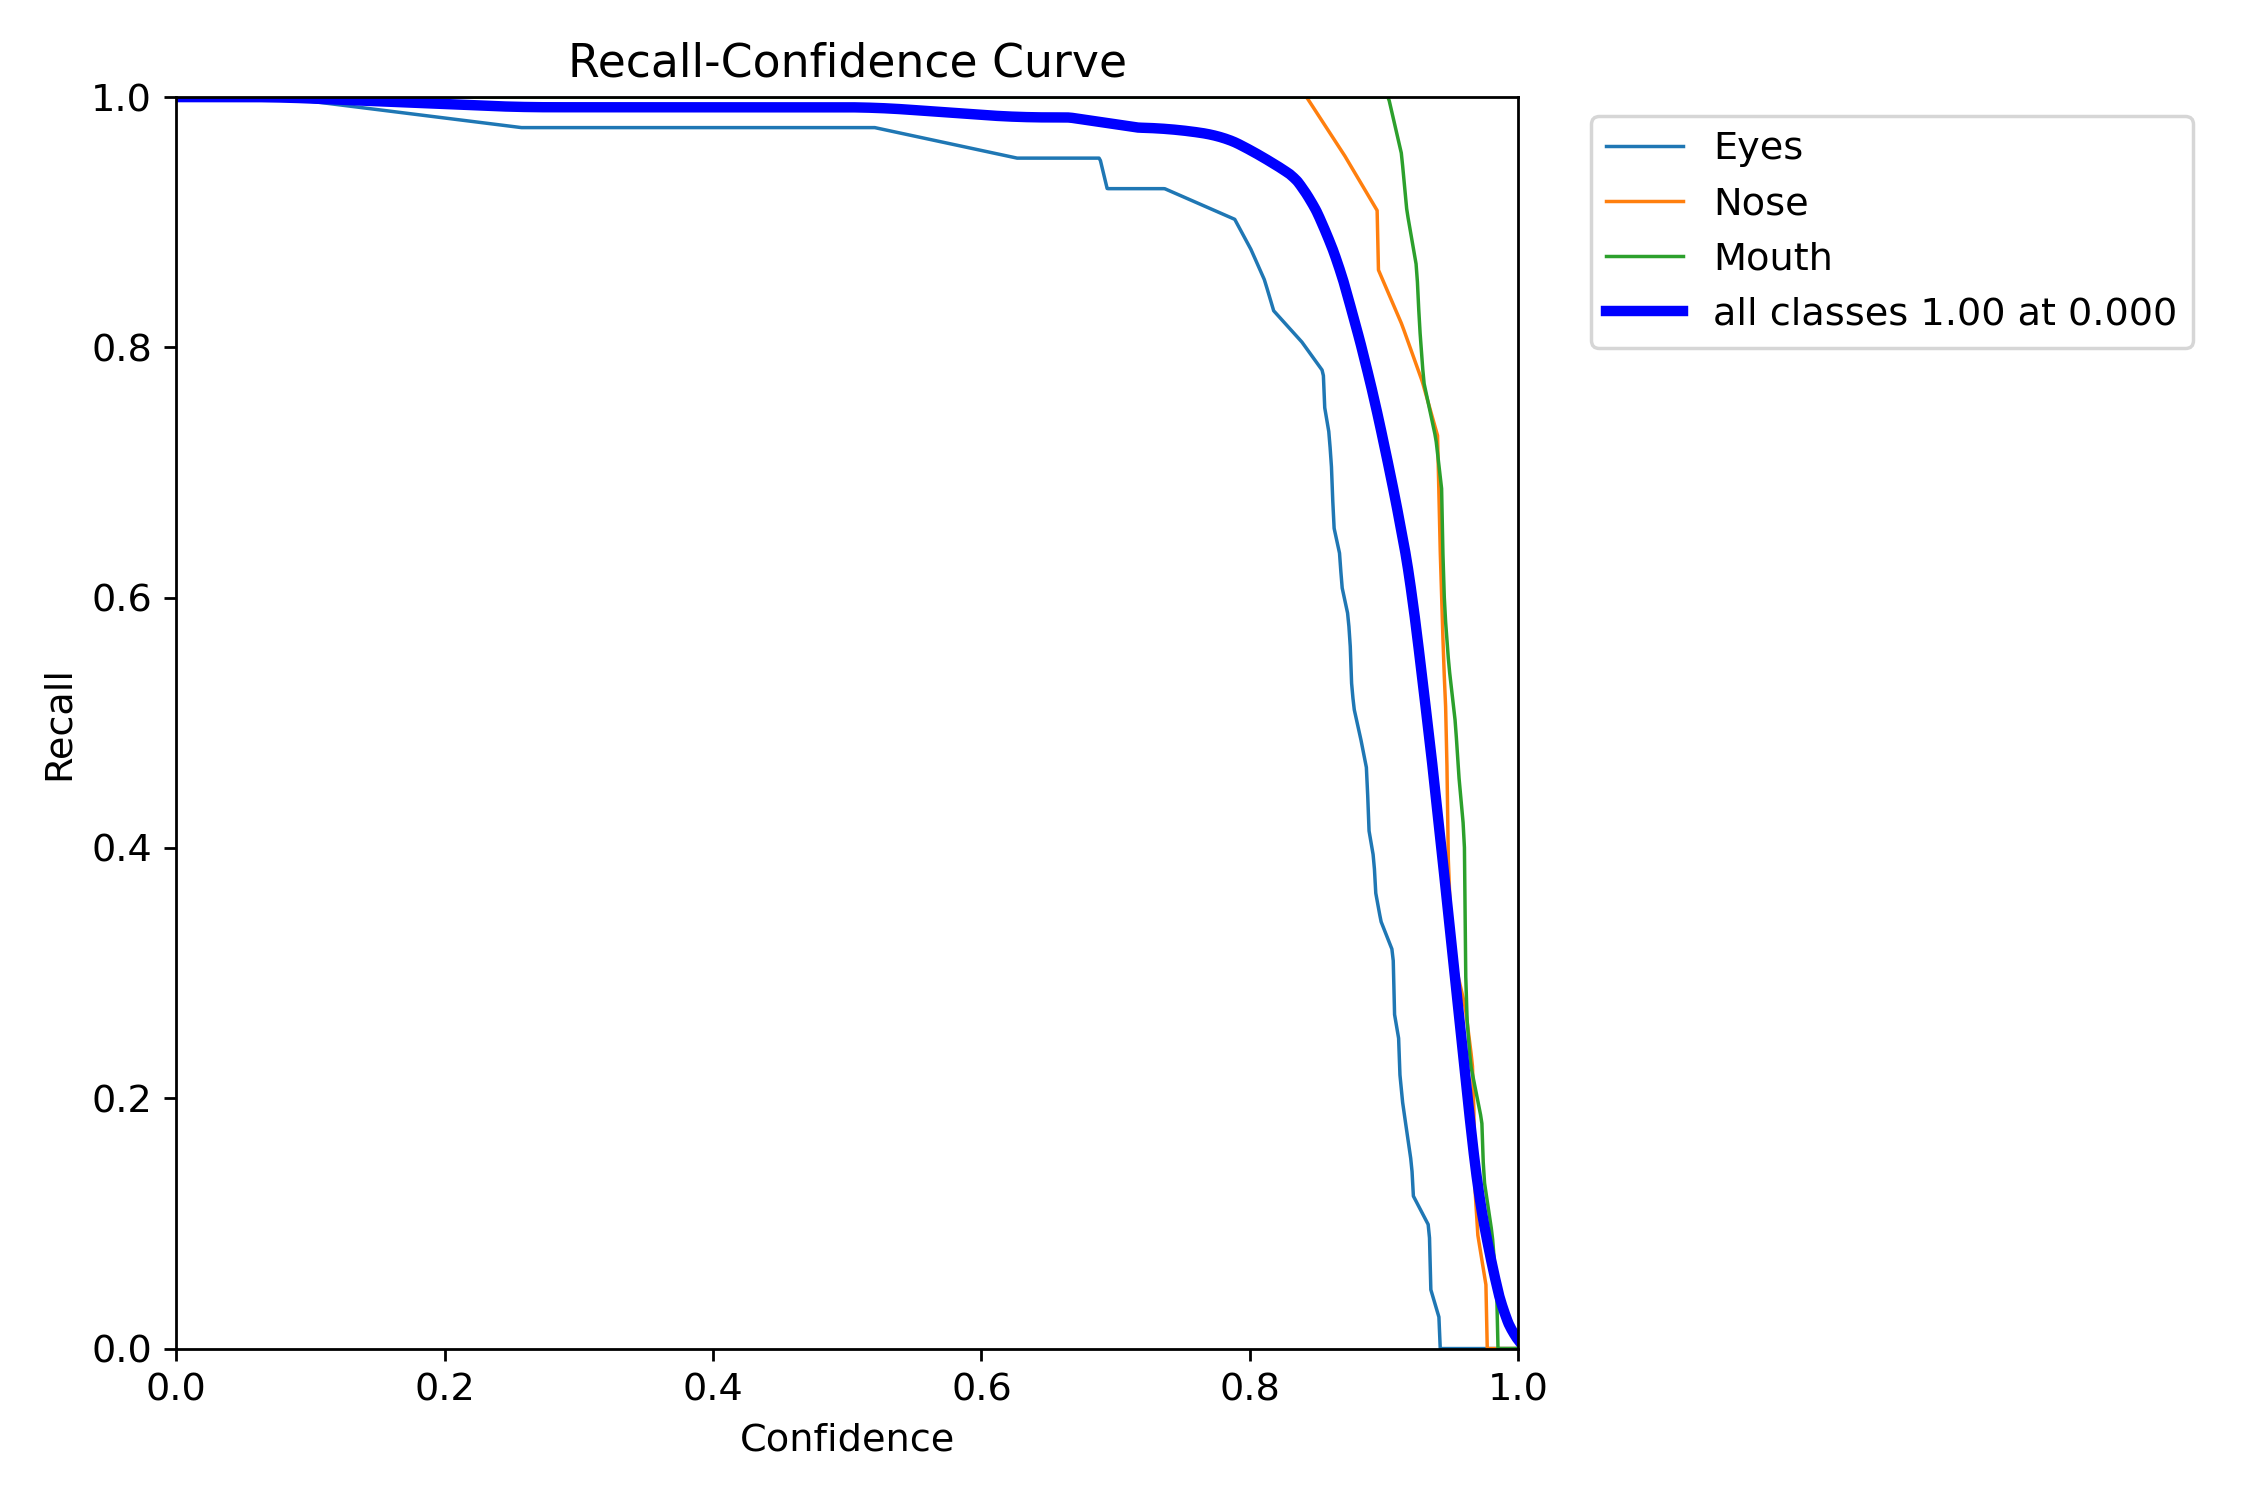 Recall-Confidence Curve
1.0
0.8
0.6
0.4
0.2
0.0
Recall
0.0 0.2 0.4 0.6 0.8 1.0
Confidence
Eyes
Nose
Mouth
all classes 1.00 at 0.000